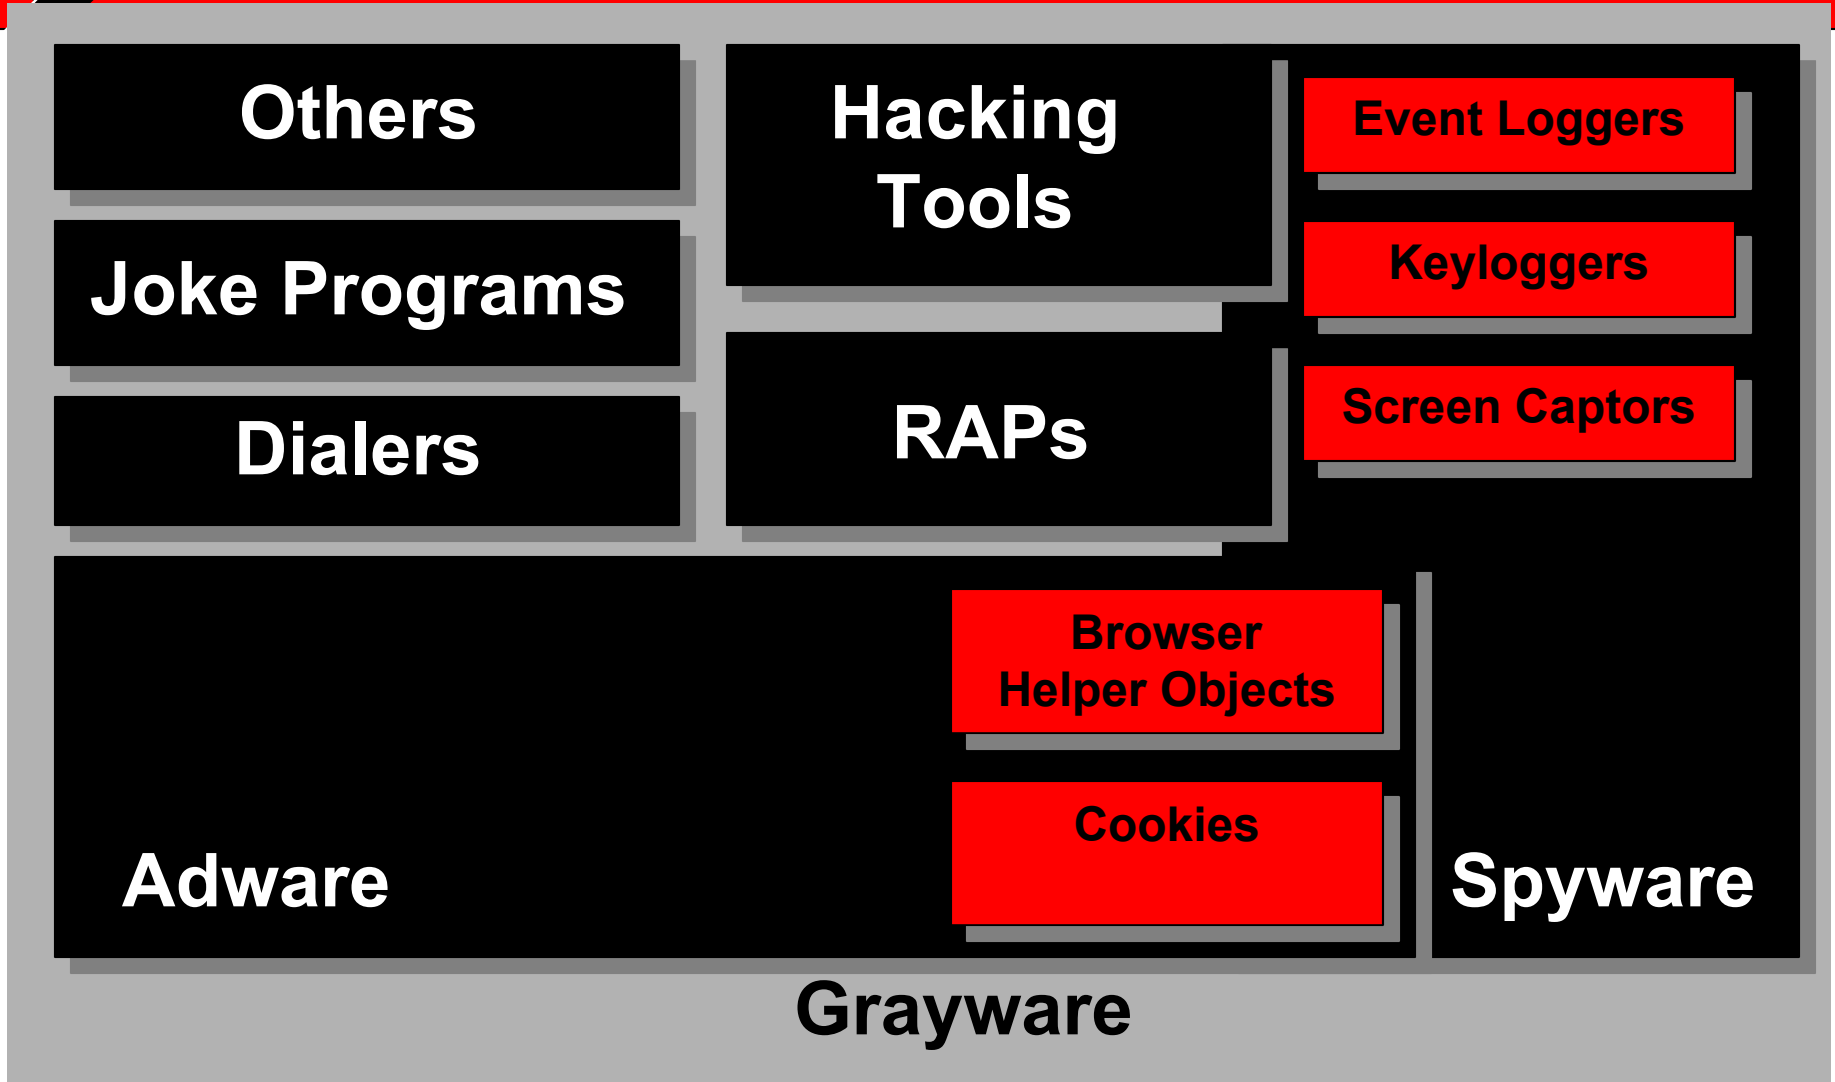 Others
Hacking
Tools
Event Loggers
Joke Programs
Keyloggers
Dialers
RAPs
Screen Captors
Browser
Helper Objects
Cookies
Adware
Spyware
Grayware